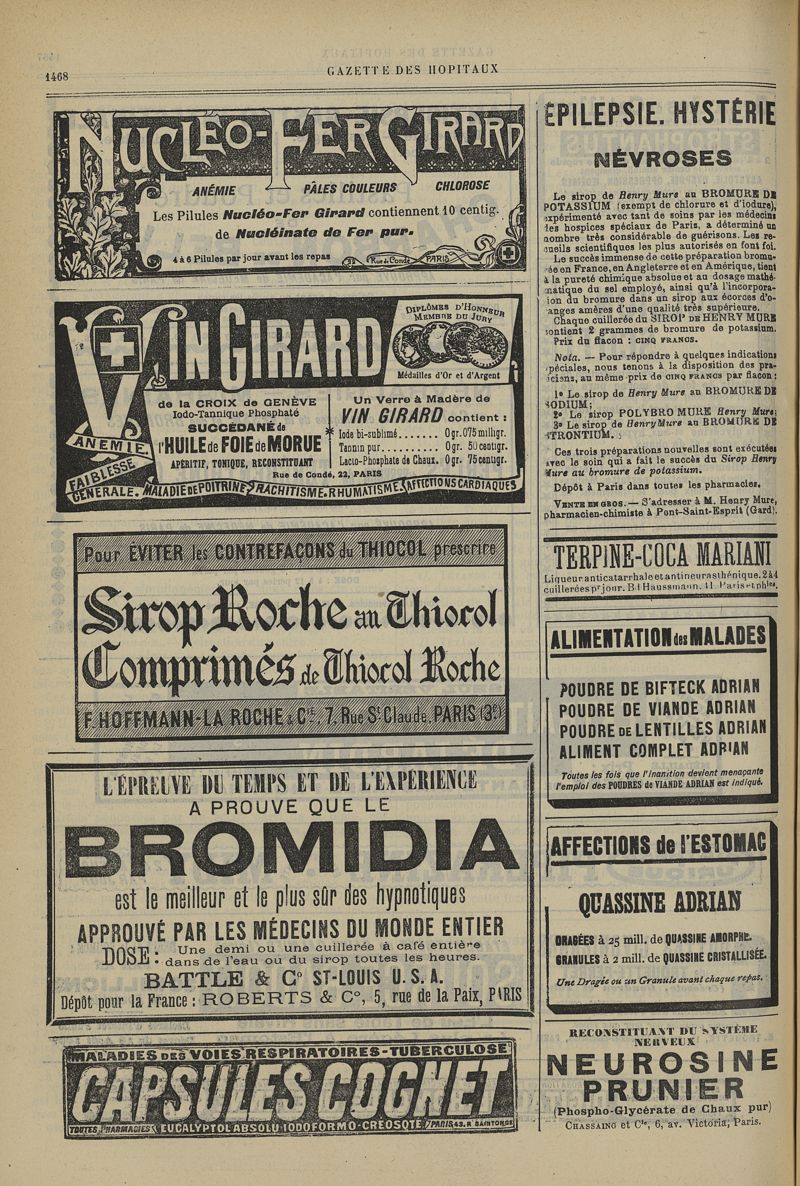 1468
GAZETTE DES HOPITAUX
NUCLÉO-FER GIRARD
ANÉMIE PÂLES COULEURS CHLOROSE
Les Pilules Nucléo-Fer Girard contiennent 10 centig.
de Nucléinate de Fer pur.
4 à 6 Pilules par jour avant les repas
22 Rue de Condé PARIS
VIN GIRARD
DIPLÔMES D'HONNEUR
MEMBRE DU JURY
Médailles d'Or et d'Argent
de la CROIX de GENÈVE
Iodo-Tannique Phosphaté
SUCCÉDANÉ de
l'HUILE de FOIE de MORUE
APÉRITIF, TONIQUE, RECONSTITUANT
Un Verre à Madère de
VIN GIRARD contient :
Iode bi-sublimé....... 0gr.075 milligr.
Tannin pur.......... 0gr. 50 centigr
Lacto-Phosphate de Chaux. 0gr. 75 centigr.
Rue de Condé, 22, PARIS
ANEMIE.
FAIBLESSE
GENERALE. MALADIE DE POITRINE RACHITISME. RHUMATISME. AFFECTIONS CARDIAQUES
Pour ÉVITER les CONTREFAÇONS du THIOCOL prescrire
Sirop Roche au Thiocol
Comprimés de Thiocol Roche
F. HOFFMANN-LA ROCHE & Cie, 7, Rue St Claude, PARIS (3e)
L'ÉPREUVE DU TEMPS ET DE L'EXPÉRIENCE
A PROUVE QUE LE
BROMIDIA
est le meilleur et le plus sûr des hypnotiques
APPROUVÉ PAR LES MÉDECINS DU MONDE ENTIER
DOSE: Une demi ou une cuillerée à café entière
dans de l'eau ou du sirop toutes les heures.
BATTLE & Co ST-LOUIS U. S. A.
Dépôt pour la France : ROBERTS & Co, 5, rue de la Paix, PARIS
MALADIES DES VOIES RESPIRATOIRES - TUBERCULOSE
CAPSULES COGNET
TOUTES PHARMACIES EUCALYPTOL ABSOLU IODOFORMO-CREOSOTE PARIS, 43, R. SAINTONGE
ÉPILEPSIE. HYSTÉRIE
NÉVROSES
Le sirop de Henry Mure au BROMURE DE
POTASSIUM (exempt de chlorure et d'iodure),
expérimenté avec tant de soins par les médecins
des hospices spéciaux de Paris, a déterminé un
nombre très considérable de guérisons. Les re-
cueils scientifiques les plus autorisés en font foi.
Le succès immense de cette préparation bromu-
rée en France, en Angleterre et en Amérique, tient
à la pureté chimique absolue et au dosage mathé-
matique du sel employé, ainsi qu'à l'incorpora-
ion du bromure dans un sirop aux écorces d'o-
anges amères d'une qualité très supérieure.
Chaque cuillerée du SIROP DE HENRY MURE
contient 2 grammes de bromure de potassium.
Prix du flacon : CINQ FRANCS.
Nota. — Pour répondre à quelques indications
spéciales, nous tenons à la disposition des pra-
iciens, au même prix de CINQ FRANCS par flacon :
1o Le sirop de Henry Mure au BROMURE DE
SODIUM;
2o Le sirop POLYBRO MURE Henry Mure;
3o Le sirop de Henry Mure au BROMURE DE
STRONTIUM.
Ces trois préparations nouvelles sont exécutées
avec le soin qui a fait le succès du Sirop Henry
Mure au bromure de potassium.
Dépôt à Paris dans toutes les pharmacies.
VENTE EN GROS. — S'adresser à M. Henry Mure,
pharmacien-chimiste à Pont-Saint-Esprit (Gard).
TERPINE-COCA MARIANI
Liqueur anticatarrhale et antineurasthénique. 2 à 4
cuillerées pr jour. Bd Haussmann, 41, Paris et phies.
ALIMENTATION des MALADES
POUDRE DE BIFTECK ADRIAN
POUDRE DE VIANDE ADRIAN
POUDRE DE LENTILLES ADRIAN
ALIMENT COMPLET ADRIAN
Toutes les fois que l'inanition devient menaçante
l'emploi des POUDRES de VIANDE ADRIAN est indiqué.
AFFECTIONS de l'ESTOMAC
QUASSINE ADRIAN
DRAGÉES à 25 mill. de QUASSINE AMORPHE.
GRANULES à 2 mill. de QUASSINE CRISTALLISÉE.
Une Dragée ou un Granule avant chaque repas.
RECONSTITUANT DU SYSTÈME
NERVEUX
NEUROSINE
PRUNIER
(Phospho-Glycérate de Chaux pur)
CHASSAING et Cie, 6, av. Victoria, Paris.